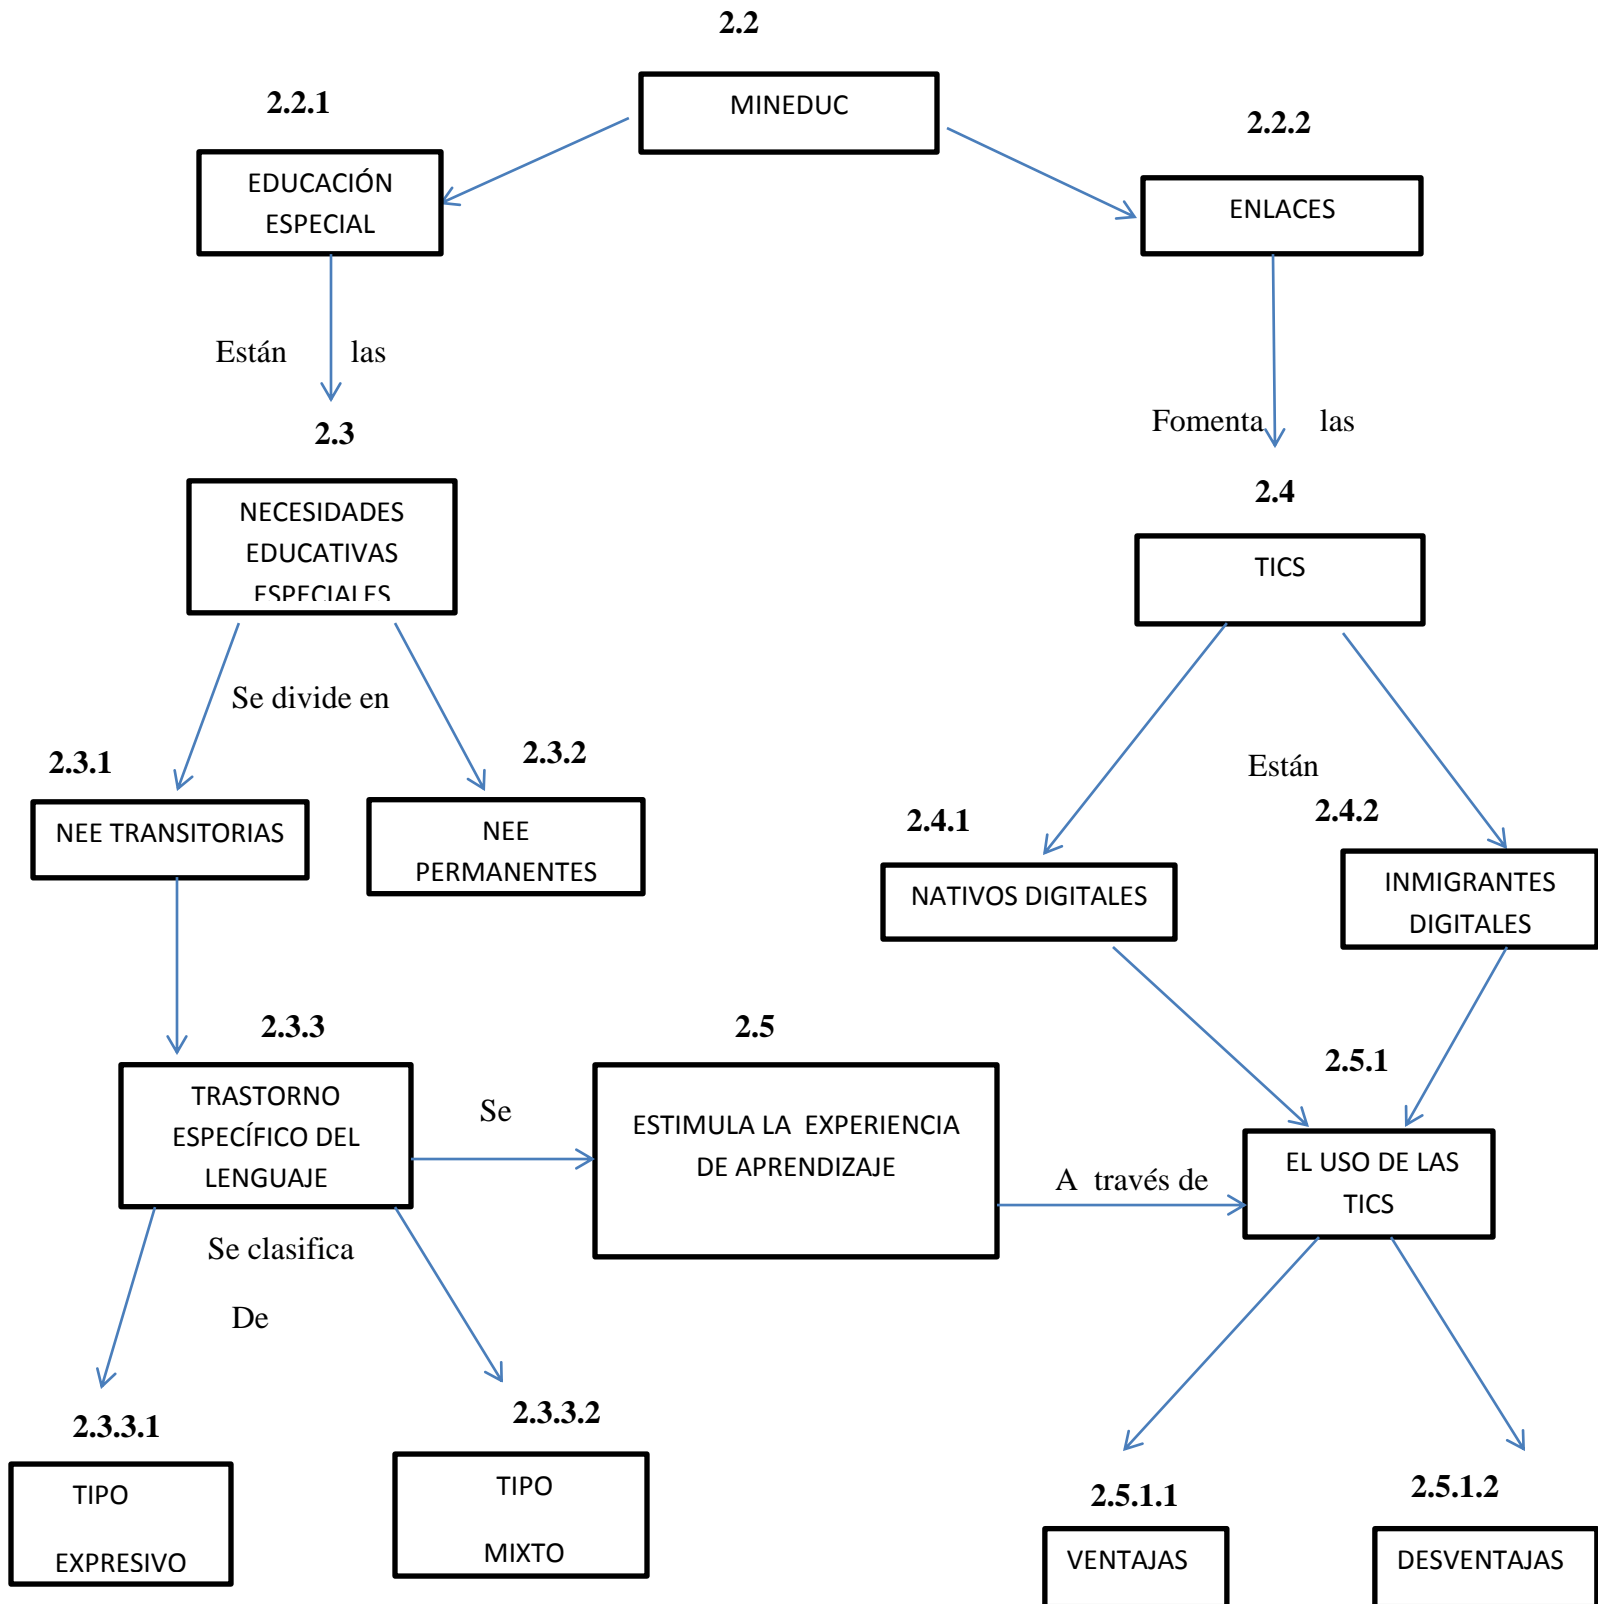 2.2
MINEDUC
2.2.1
EDUCACIÓN
ESPECIAL
2.2.2
ENLACES
Están las
Fomenta las
2.3
NECESIDADES
EDUCATIVAS
ESPECIALES
2.4
TICS
Se divide en
Están
2.3.1
NEE TRANSITORIAS
2.3.2
NEE
PERMANENTES
2.4.1
NATIVOS DIGITALES
2.4.2
INMIGRANTES
DIGITALES
2.3.3
TRASTORNO
ESPECÍFICO DEL
LENGUAJE
Se
2.5
ESTIMULA LA EXPERIENCIA
DE APRENDIZAJE
A través de
2.5.1
EL USO DE LAS
TICS
Se clasifica
De
2.3.3.1
TIPO
EXPRESIVO
2.3.3.2
TIPO
MIXTO
2.5.1.1
VENTAJAS
2.5.1.2
DESVENTAJAS